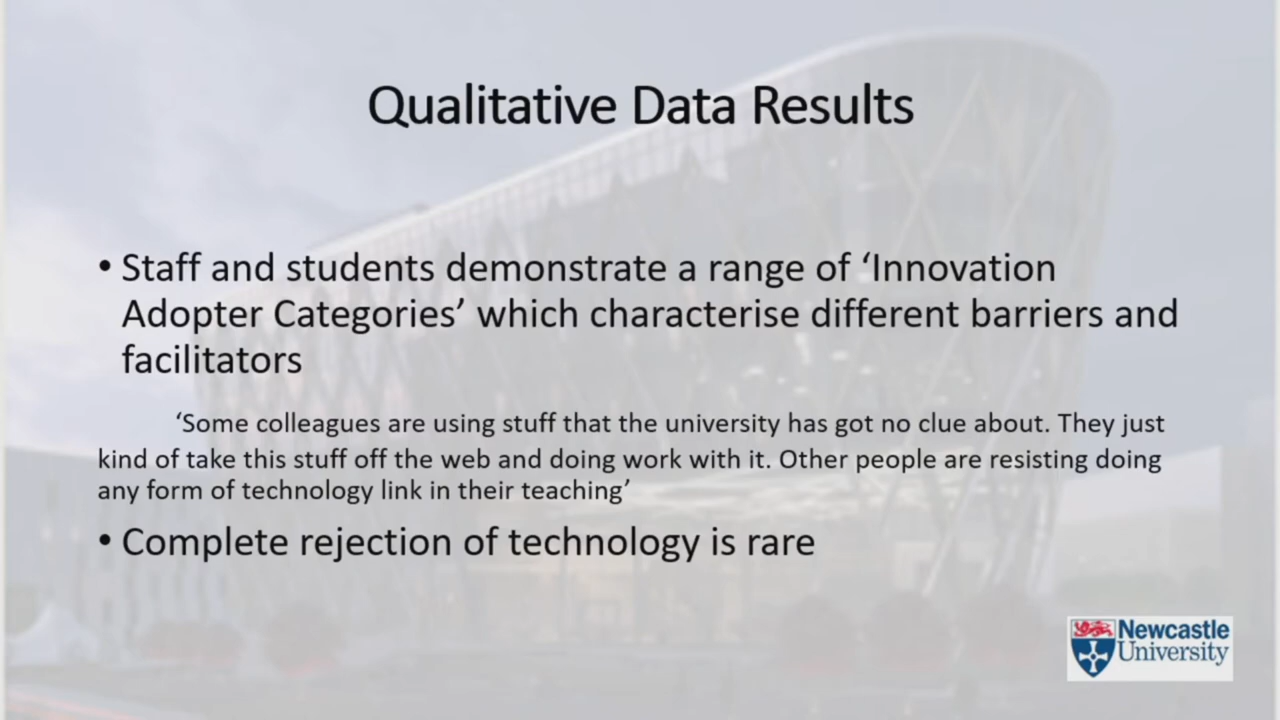 Qualitative Data Results
• Staff and students demonstrate a range of ‘Innovation
Adopter Categories’ which characterise different barriers and
facilitators
‘Some colleagues are using stuff that the university has got no clue about. They just
kind of take this stuff off the web and doing work with it. Other people are resisting doing
any form of technology link in their teaching’
• Complete rejection of technology is rare
Newcastle
University